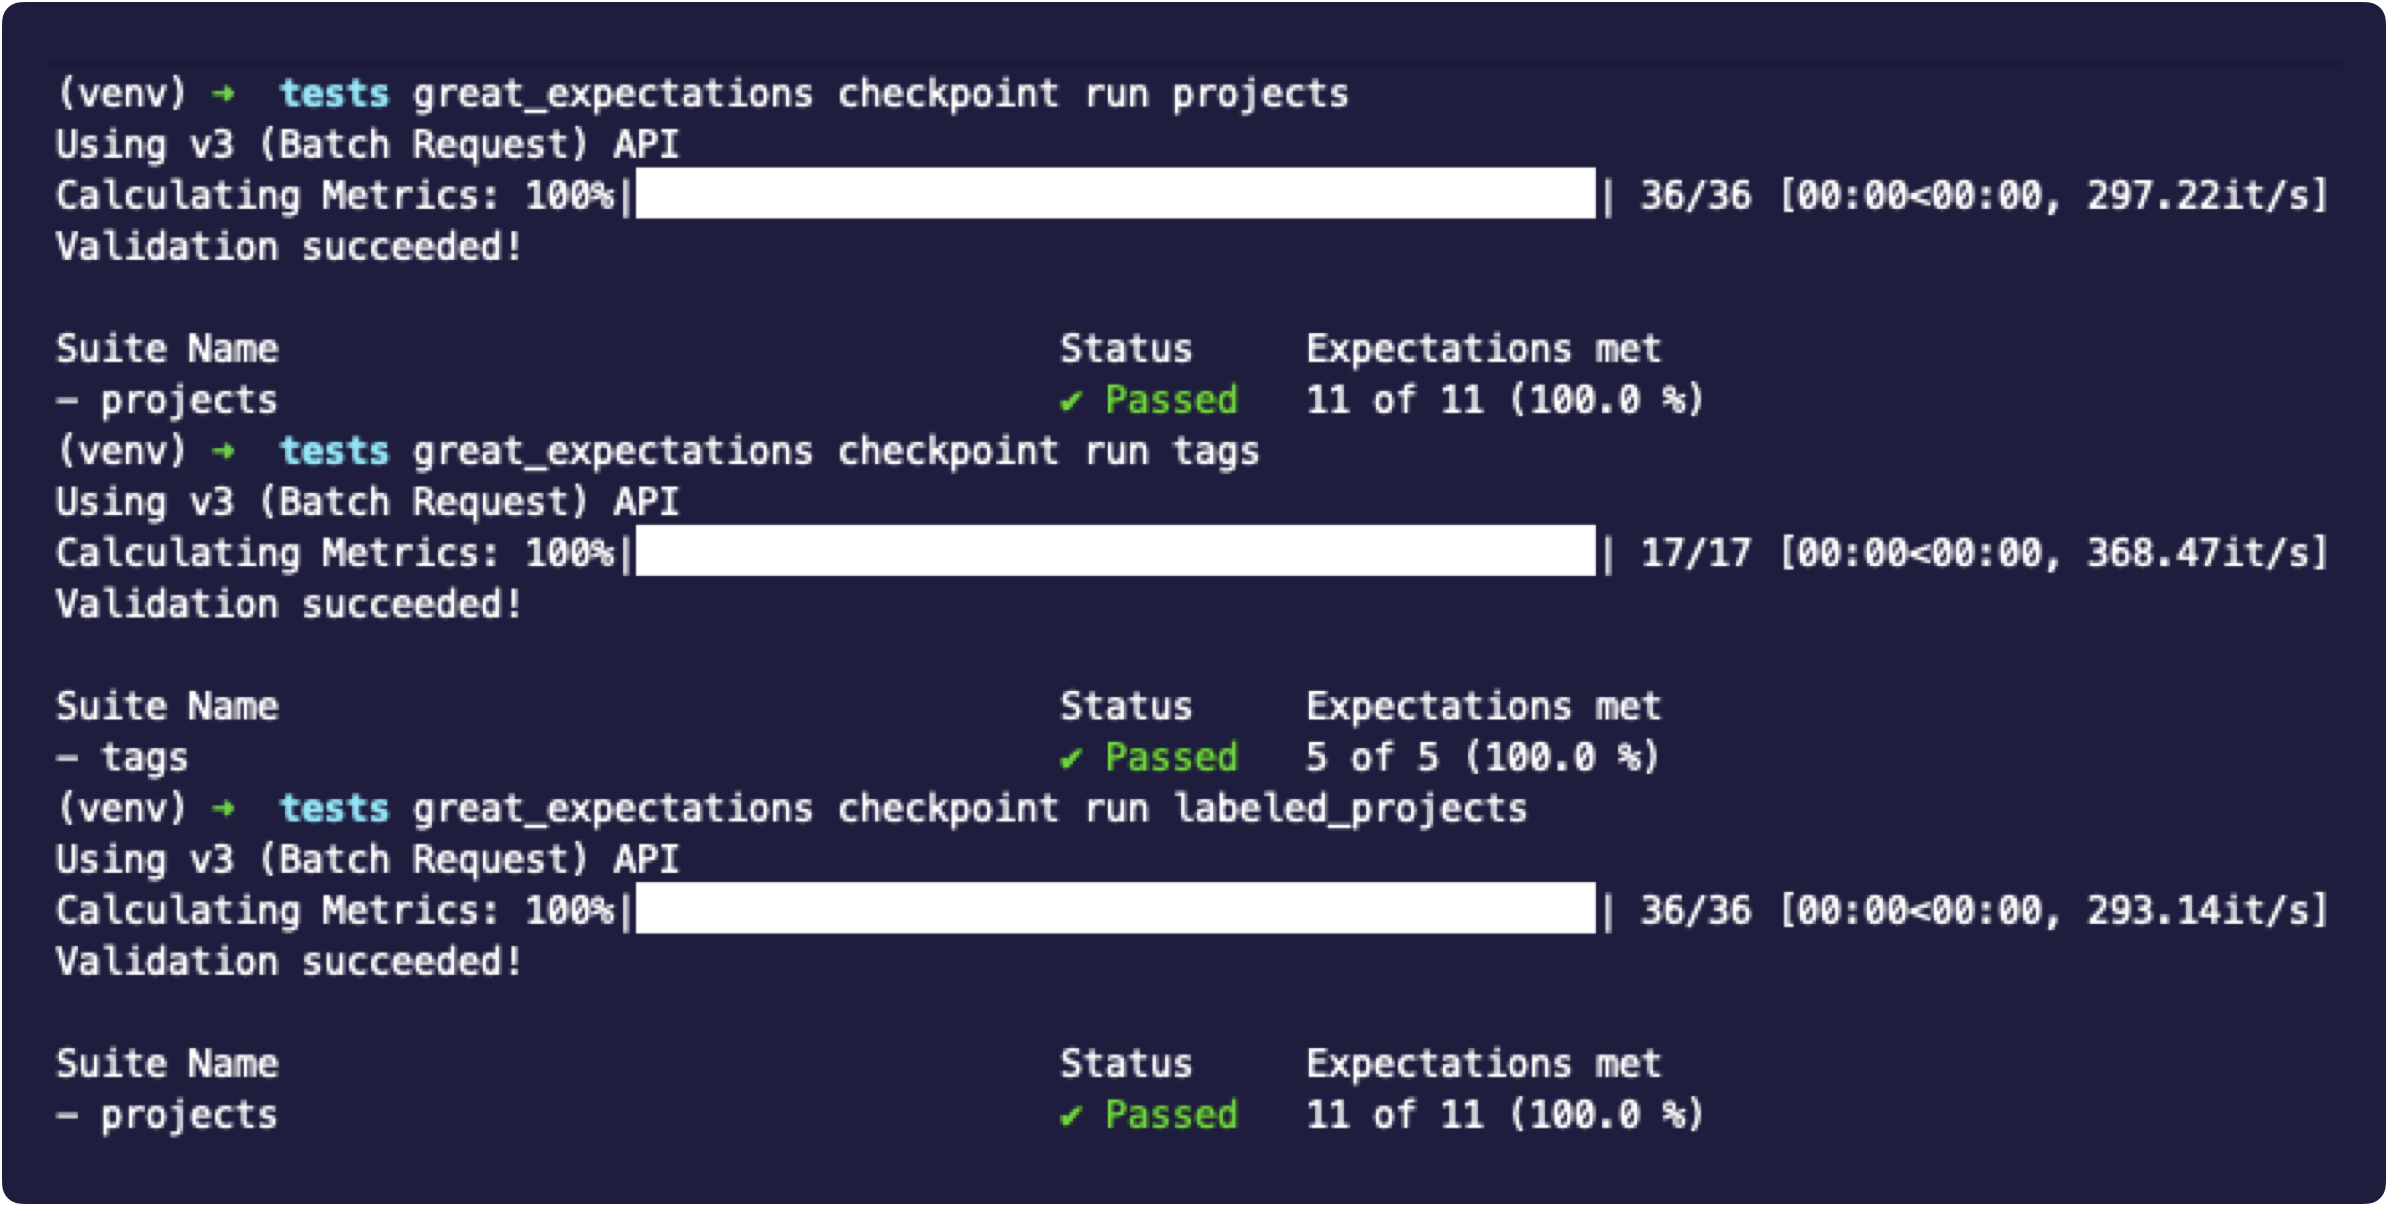 (venv) ➜  tests great_expectations checkpoint run projects
Using v3 (Batch Request) API
Calculating Metrics: 100%|██████████| 36/36 [00:00<00:00, 297.22it/s]
Validation succeeded!
Suite Name Status Expectations met
– projects ✔ Passed 11 of 11 (100.0 %)
(venv) ➜  tests great_expectations checkpoint run tags
Using v3 (Batch Request) API
Calculating Metrics: 100%|██████████| 17/17 [00:00<00:00, 368.47it/s]
Validation succeeded!
Suite Name Status Expectations met
– tags ✔ Passed 5 of 5 (100.0 %)
(venv) ➜  tests great_expectations checkpoint run labeled_projects
Using v3 (Batch Request) API
Calculating Metrics: 100%|██████████| 36/36 [00:00<00:00, 293.14it/s]
Validation succeeded!
Suite Name Status Expectations met
– projects ✔ Passed 11 of 11 (100.0 %)